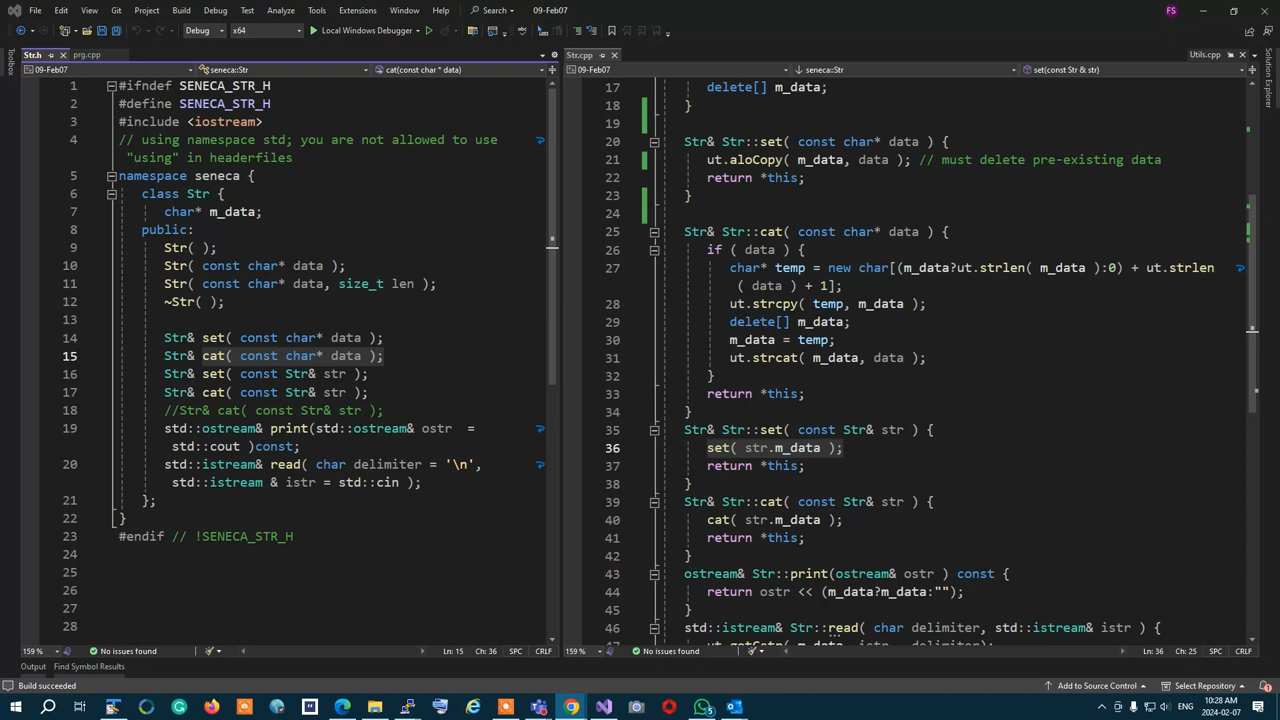 File Edit View Git Project Build Debug Test Analyze Tools Extensions Window Help Search 09-Feb07 FS
Debug x64 Local Windows Debugger
Str.h prg.cpp
09-Feb07 seneca::Str cat(const char* data)
1 #ifndef SENECA_STR_H
2 #define SENECA_STR_H
3 #include <iostream>
4 // using namespace std; you are not allowed to use
"using" in headerfiles
5 namespace seneca {
6 class Str {
7 char* m_data;
8 public:
9 Str( );
10 Str( const char* data );
11 Str( const char* data, size_t len );
12 ~Str( );
13
14 Str& set( const char* data );
15 Str& cat( const char* data );
16 Str& set( const Str& str );
17 Str& cat( const Str& str );
18 //Str& cat( const Str& str );
19 std::ostream& print(std::ostream& ostr =
std::cout )const;
20 std::istream& read( char delimiter = '\n',
std::istream & istr = std::cin );
21 };
22 }
23 #endif // !SENECA_STR_H
24
25
26
27
28
159 % No issues found Ln: 15 Ch: 36 SPC CRLF
Str.cpp Utils.cpp
09-Feb07 seneca::Str set(const Str & str)
17 delete[] m_data;
18 }
19
20 Str& Str::set( const char* data ) {
21 ut.aloCopy( m_data, data ); // must delete pre-existing data
22 return *this;
23 }
24
25 Str& Str::cat( const char* data ) {
26 if ( data ) {
27 char* temp = new char[(m_data?ut.strlen( m_data ):0) + ut.strlen
( data ) + 1];
28 ut.strcpy( temp, m_data );
29 delete[] m_data;
30 m_data = temp;
31 ut.strcat( m_data, data );
32 }
33 return *this;
34 }
35 Str& Str::set( const Str& str ) {
36 set( str.m_data );
37 return *this;
38 }
39 Str& Str::cat( const Str& str ) {
40 cat( str.m_data );
41 return *this;
42 }
43 ostream& Str::print(ostream& ostr ) const {
44 return ostr << (m_data?m_data:"");
45 }
46 std::istream& Str::read( char delimiter, std::istream& istr ) {
159 % No issues found Ln: 36 Ch: 25 SPC CRLF
Toolbox
Solution Explorer
Output Find Symbol Results
Build succeeded Add to Source Control Select Repository 1
5 ENG 10:28 AM
2024-02-07